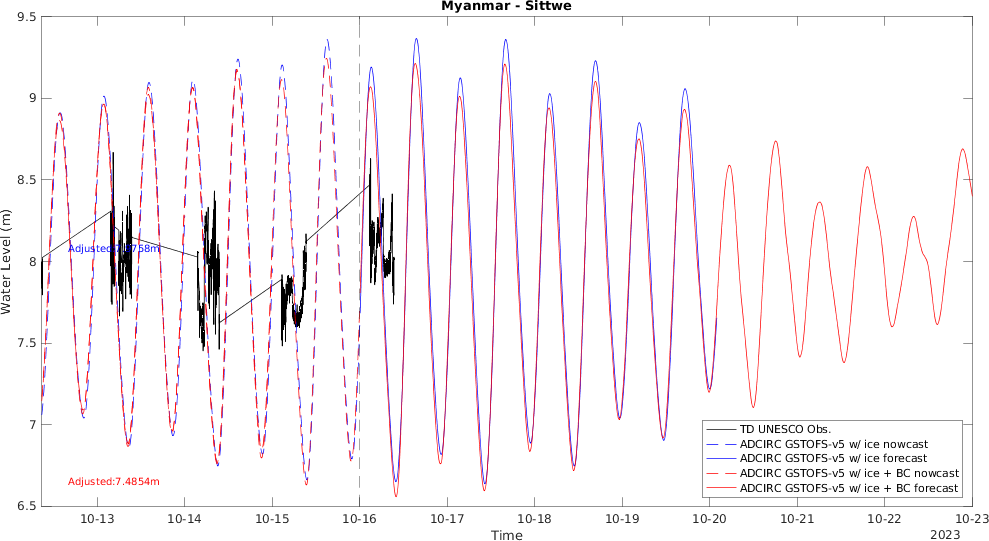 Myanmar - Sittwe
Water Level (m)
9.5
9
8.5
8
7.5
7
6.5
Adjusted:
Adjusted:7.4854m
TD UNESCO Obs.
ADCIRC GSTOFS-v5 w/ ice nowcast
ADCIRC GSTOFS-v5 w/ ice forecast
ADCIRC GSTOFS-v5 w/ ice + BC nowcast
ADCIRC GSTOFS-v5 w/ ice + BC forecast
10-13 10-14 10-15 10-16 10-17 10-18 10-19 10-20 10-21 10-22 10-23
Time
2023